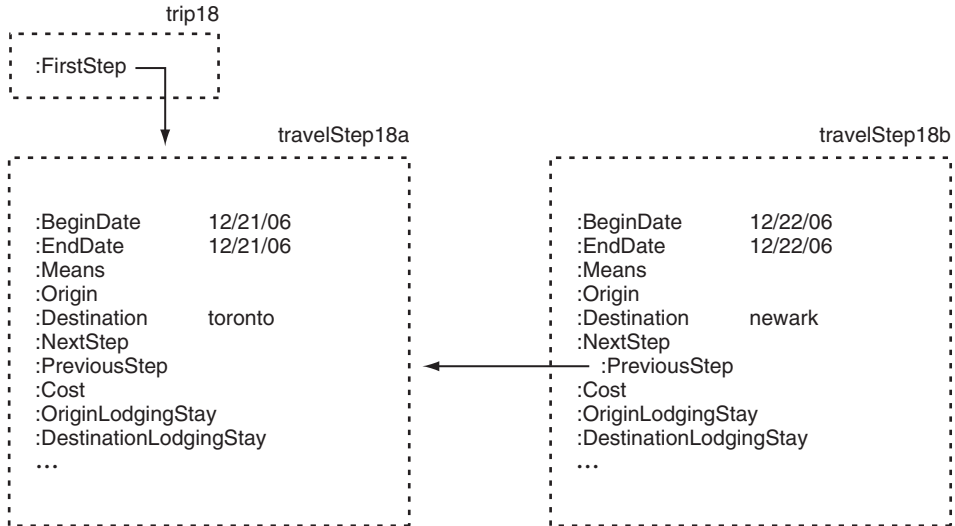 trip18
:FirstStep
travelStep18a
:BeginDate 12/21/06
:EndDate 12/21/06
:Means
:Origin
:Destination toronto
:NextStep
:PreviousStep
:Cost
:OriginLodgingStay
:DestinationLodgingStay
...
travelStep18b
:BeginDate 12/22/06
:EndDate 12/22/06
:Means
:Origin
:Destination newark
:NextStep
:PreviousStep
:Cost
:OriginLodgingStay
:DestinationLodgingStay
...